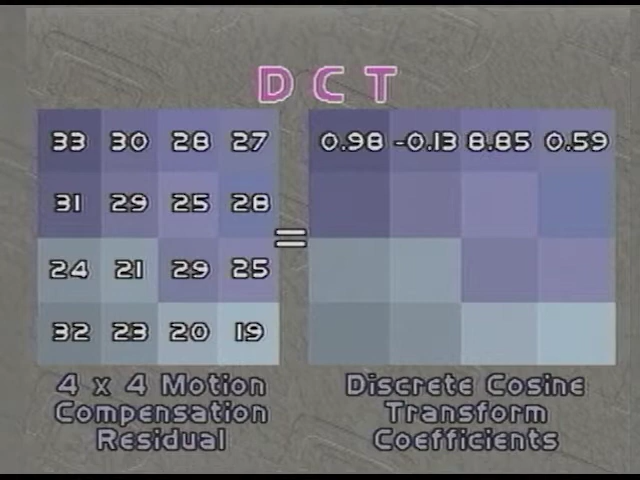 DCT
33 30 28 27 0.98 -0.13 8.85 0.59
31 29 25 28
=
24 21 29 25
32 23 20 19
4 x 4 Motion Compensation Residual
Discrete Cosine Transform Coefficients